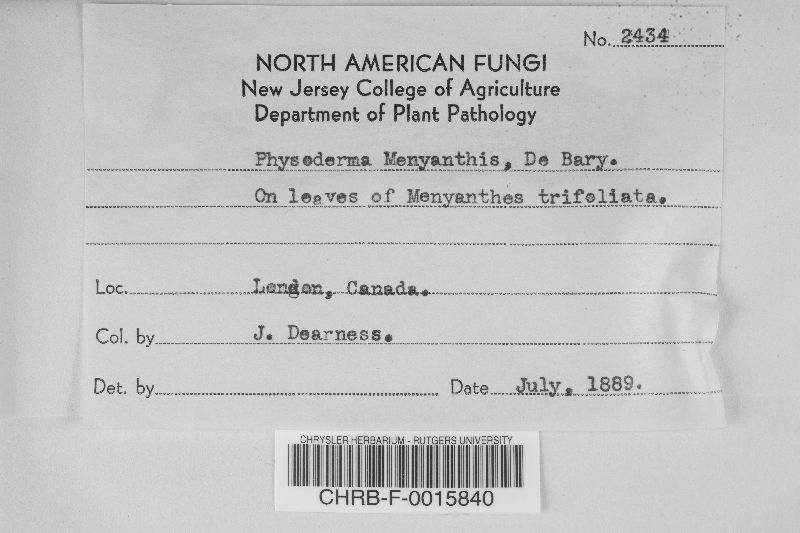 No. 2434
NORTH AMERICAN FUNGI
New Jersey College of Agriculture
Department of Plant Pathology
Physoderma Menyanthis, De Bary.
On leaves of Menyanthes trifoliata.
Loc. London, Canada.
Col. by J. Dearness.
Det. by Date July, 1889.
CHRYSLER HERBARIUM - RUTGERS UNIVERSITY
CHRB-F-0015840